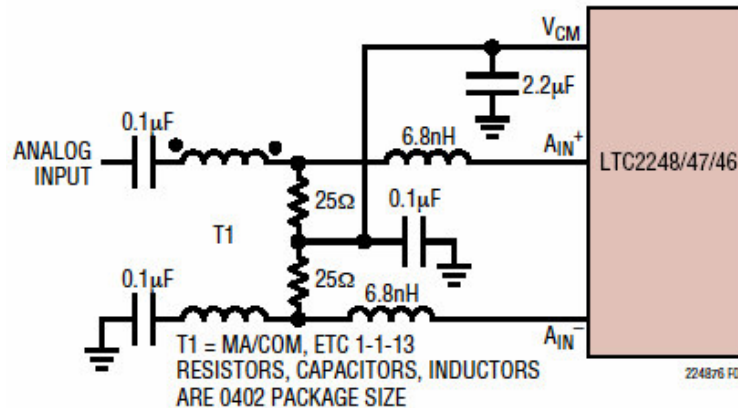 VCM
2.2µF
0.1µF
6.8nH
AIN+
ANALOG
INPUT
LTC2248/47/46
25Ω
0.1µF
T1
25Ω
0.1µF
6.8nH
AIN−
T1 = MA/COM, ETC 1-1-13
RESISTORS, CAPACITORS, INDUCTORS
ARE 0402 PACKAGE SIZE
224876 F0